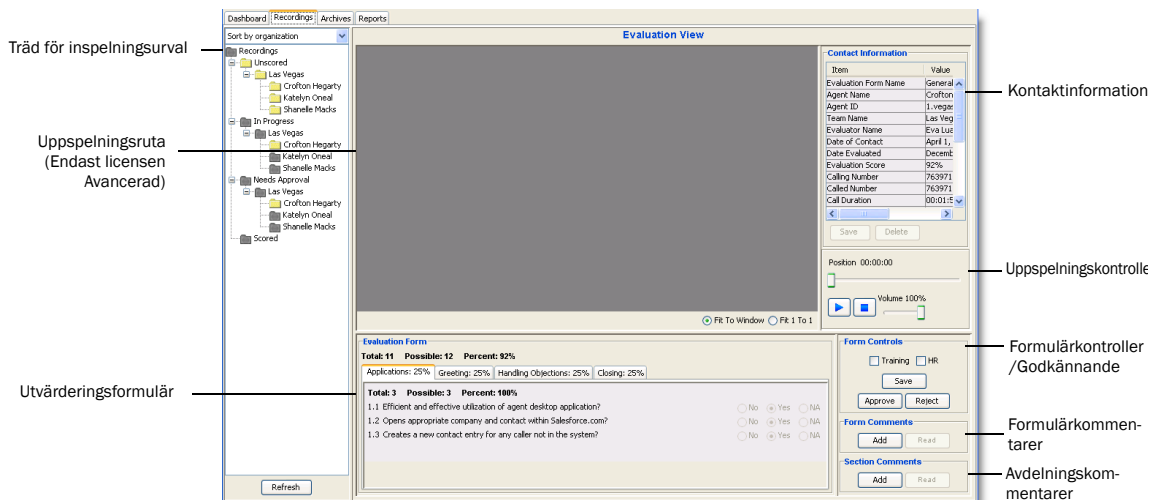 Dashboard Recordings Archives Reports
Sort by organization
Evaluation View
Träd för inspelningsurval
Recordings
Unscored
Las Vegas
Crofton Hegarty
Katelyn Oneal
Shanelle Macks
In Progress
Las Vegas
Crofton Hegarty
Katelyn Oneal
Shanelle Macks
Needs Approval
Las Vegas
Crofton Hegarty
Katelyn Oneal
Shanelle Macks
Scored
Refresh
Uppspelningsruta
(Endast licensen
Avancerad)
Utvärderingsformulär
Fit To Window Fit 1 To 1
Contact Information
Item Value
Evaluation Form Name General
Agent Name Crofton
Agent ID 1.vegas
Team Name Las Veg
Evaluator Name Eva Lua
Date of Contact April 1,
Date Evaluated Decemb
Evaluation Score 92%
Calling Number 763971
Called Number 763971
Call Duration 00:01:5
Save Delete
Kontaktinformation
Position 00:00:00
Volume 100%
Uppspelningskontrolle
Evaluation Form
Total: 11 Possible: 12 Percent: 92%
Applications: 25% Greeting: 25% Handling Objections: 25% Closing: 25%
Total: 3 Possible: 3 Percent: 100%
1.1 Efficient and effective utilization of agent desktop application? No Yes NA
1.2 Opens appropriate company and contact within Salesforce.com? No Yes NA
1.3 Creates a new contact entry for any caller not in the system? No Yes NA
Form Controls
Training HR
Save
Approve Reject
Formulärkontroller
/Godkännande
Form Comments
Add Read
Formulärkommen-
tarer
Section Comments
Add Read
Avdelningskom-
mentarer